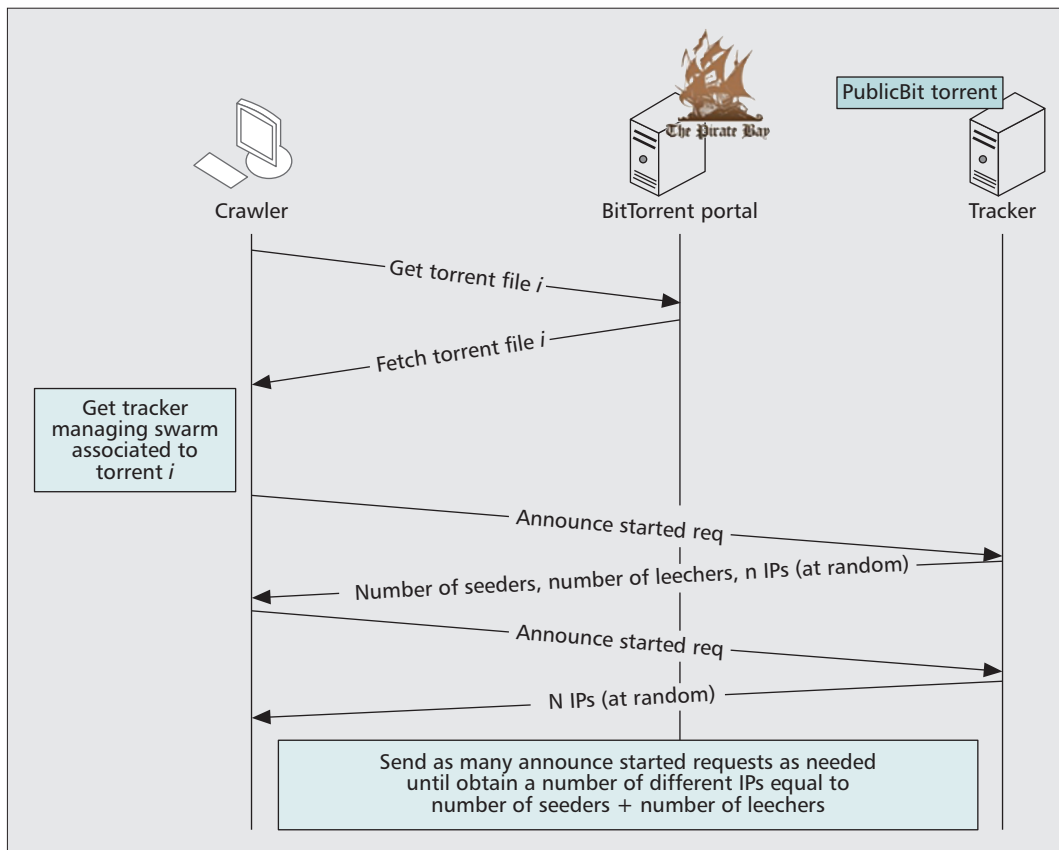 The Pirate Bay
PublicBit torrent
Crawler
BitTorrent portal
Tracker
Get torrent file i
Fetch torrent file i
Get tracker
managing swarm
associated to
torrent i
Announce started req
Number of seeders, number of leechers, n IPs (at random)
Announce started req
N IPs (at random)
Send as many announce started requests as needed
until obtain a number of different IPs equal to
number of seeders + number of leechers